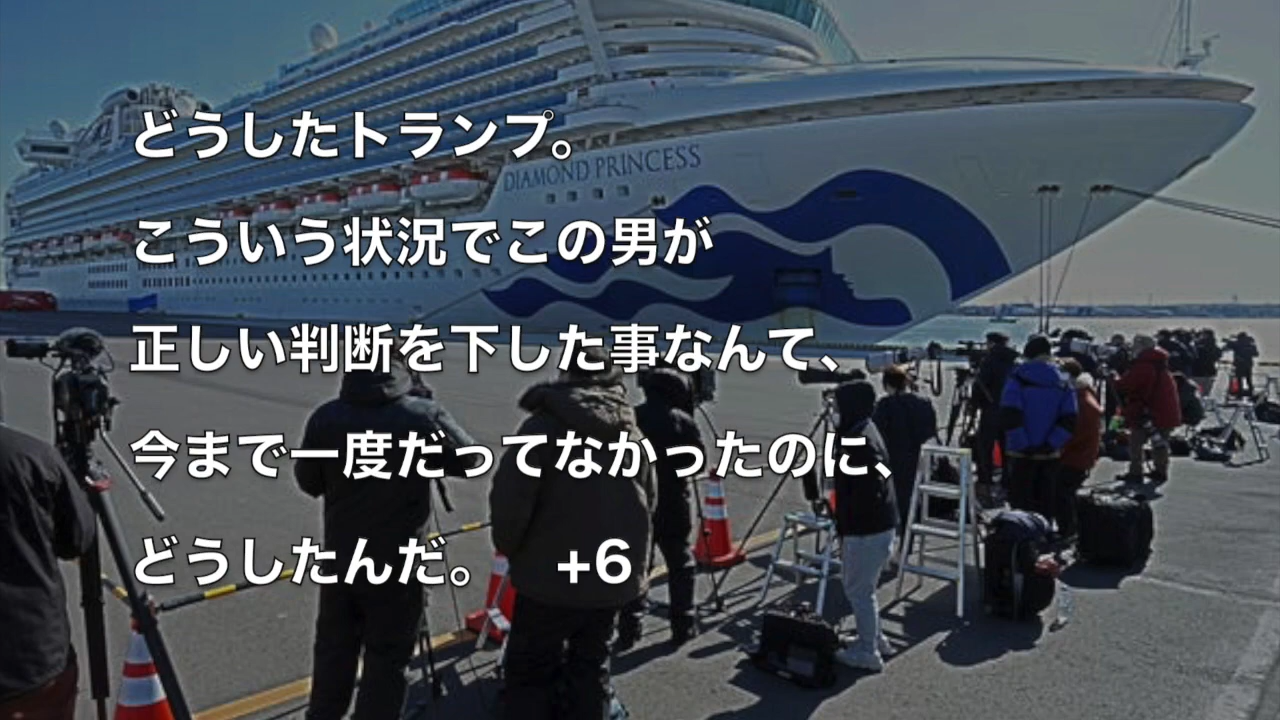 どうしたトランプ。
DIAMOND PRINCESS
こういう状況でこの男が
正しい判断を下した事なんて、
今まで一度だってなかったのに、
どうしたんだ。　+6